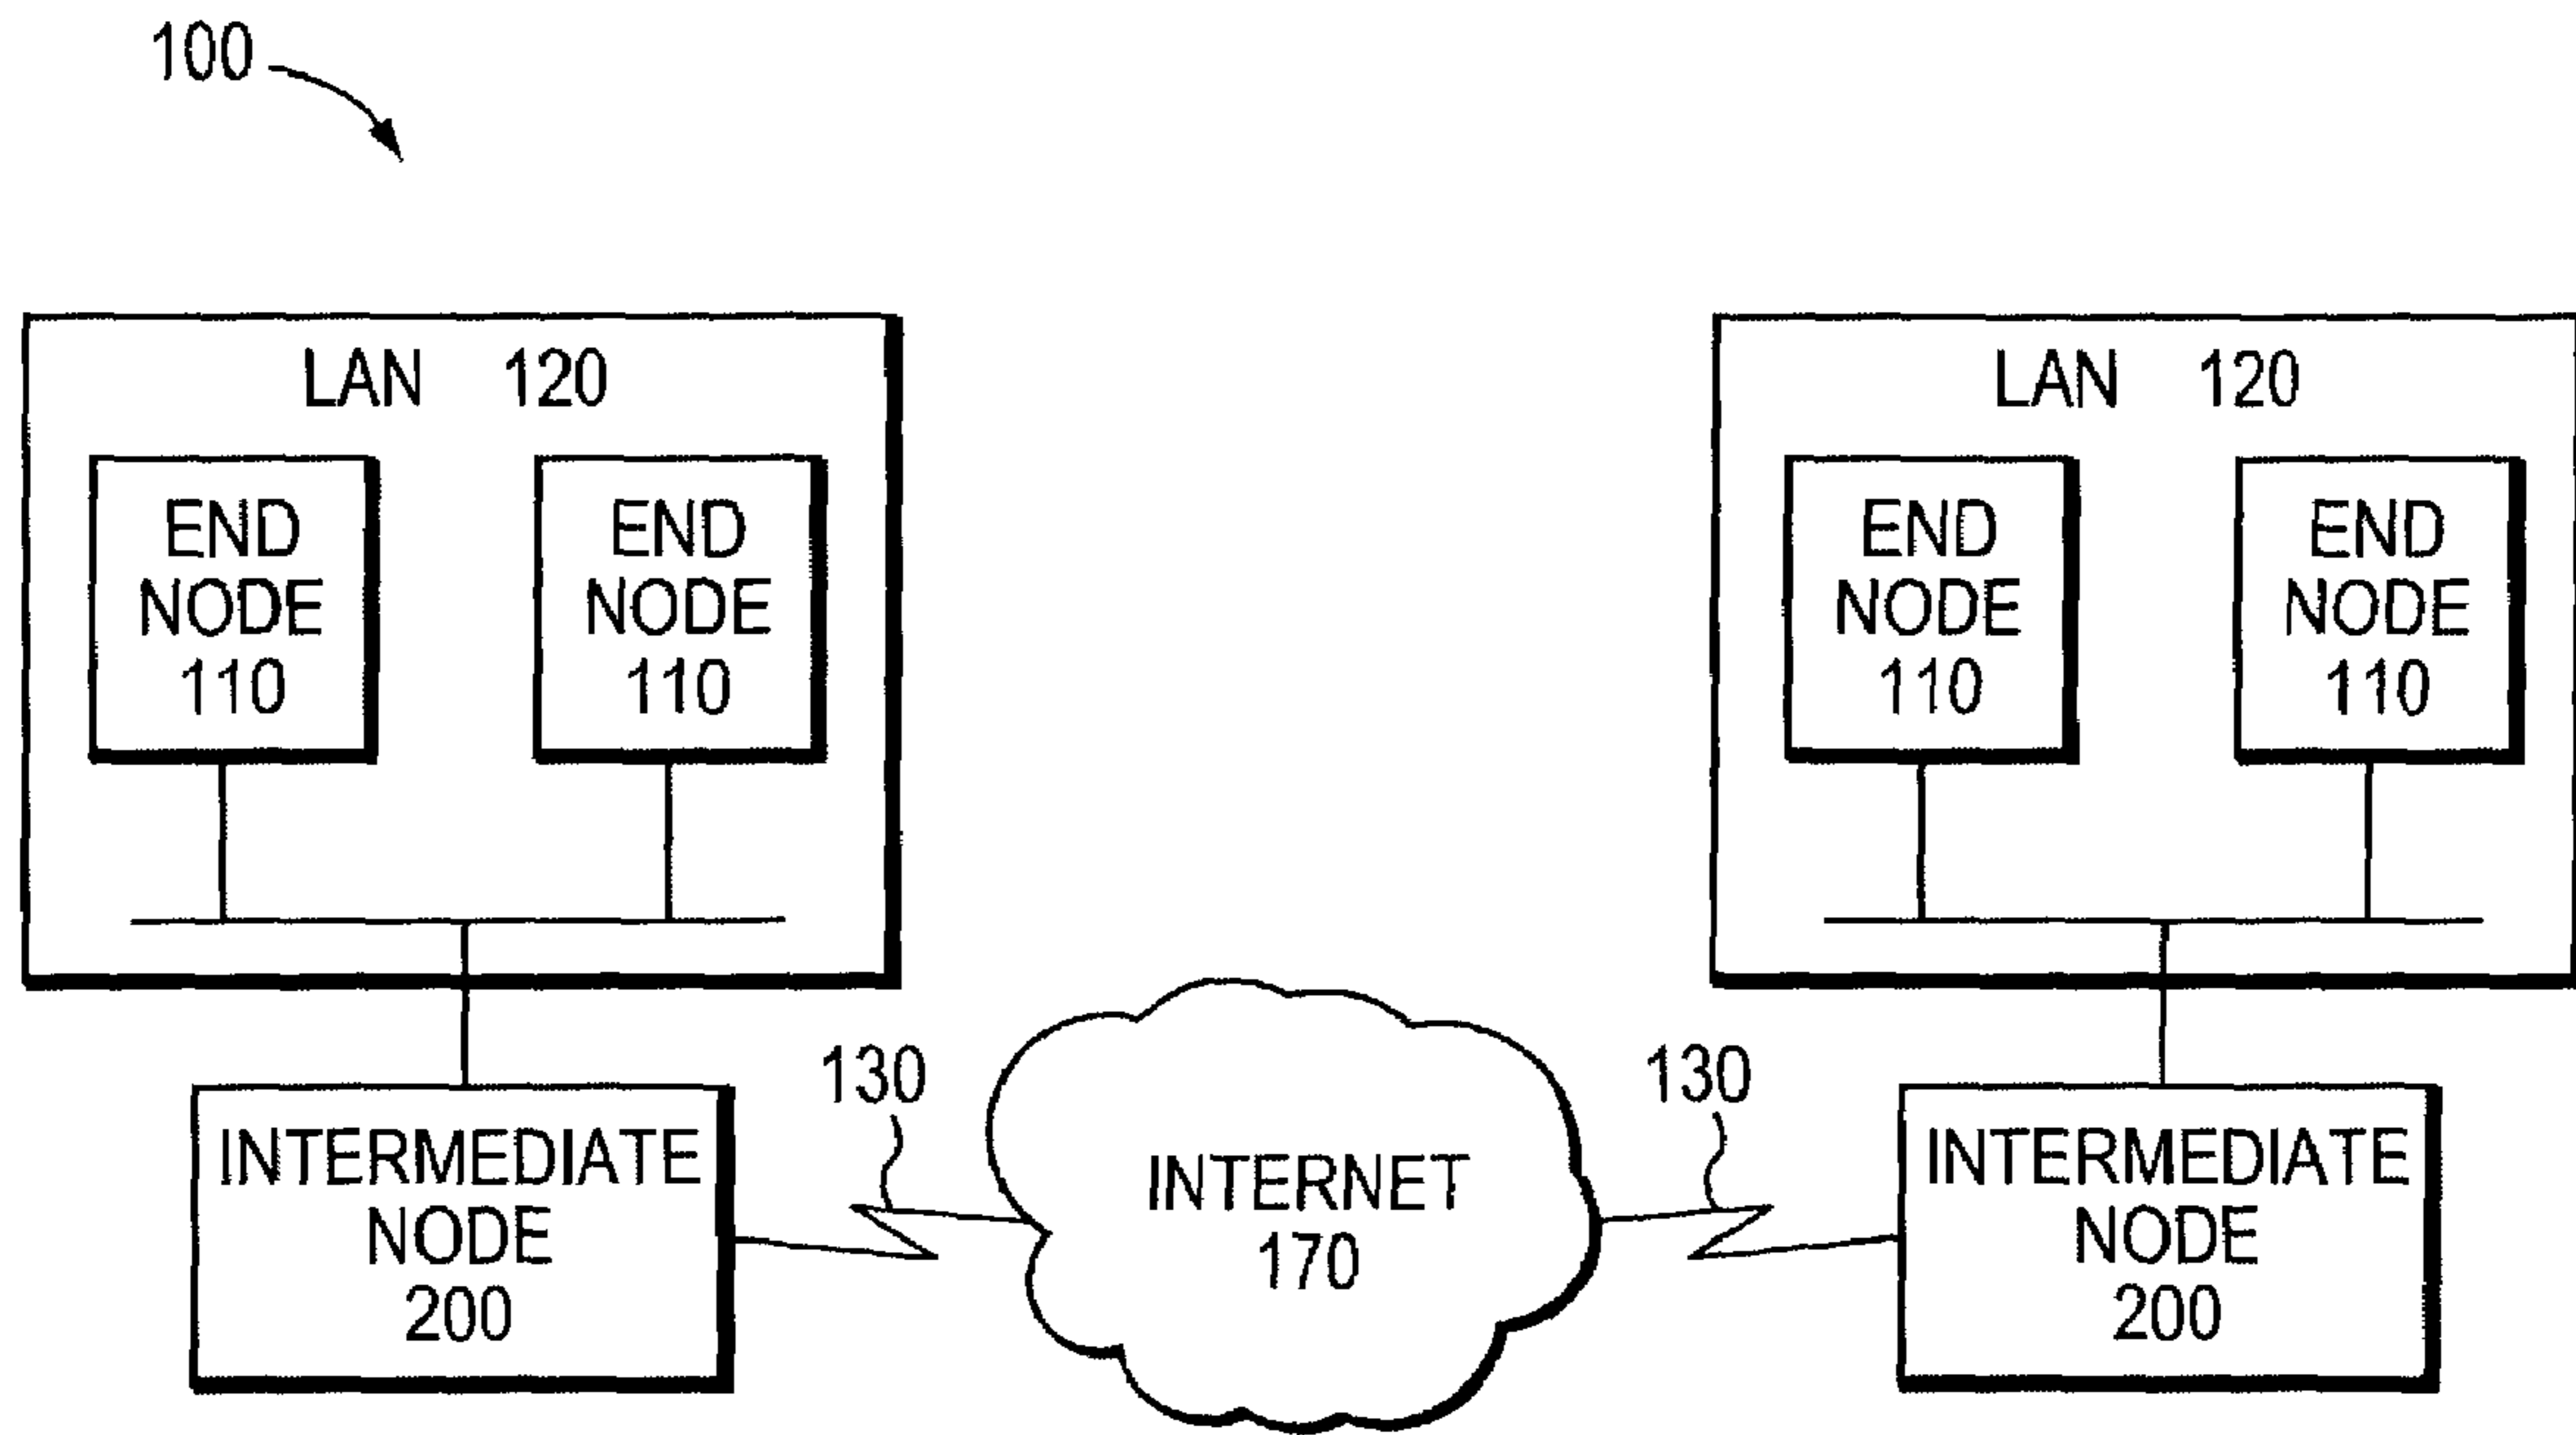 100
LAN 120
END
NODE
110
END
NODE
110
LAN 120
END
NODE
110
END
NODE
110
INTERMEDIATE
NODE
200
130
INTERNET
170
130
INTERMEDIATE
NODE
200